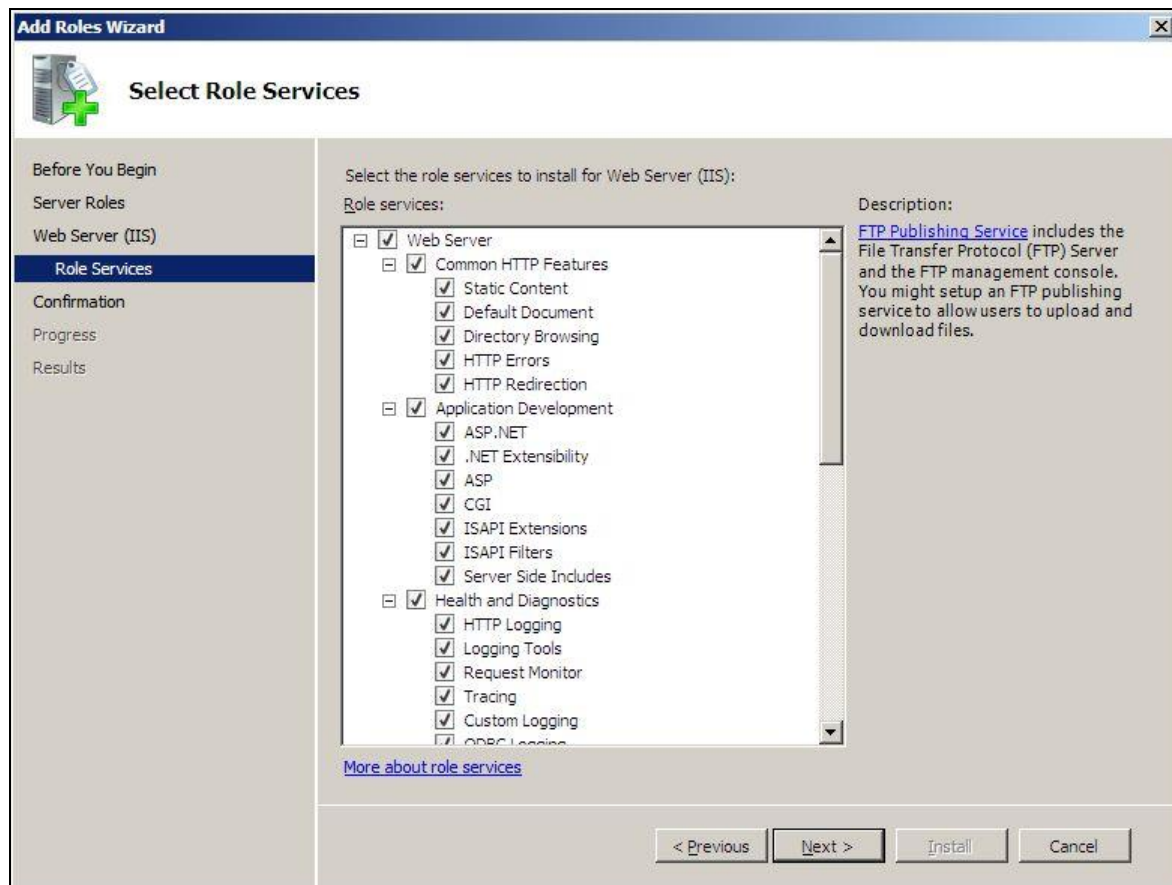 Add Roles Wizard
Select Role Services
Before You Begin
Server Roles
Web Server (IIS)
Role Services
Confirmation
Progress
Results
Select the role services to install for Web Server (IIS):
Role services:
Web Server
Common HTTP Features
Static Content
Default Document
Directory Browsing
HTTP Errors
HTTP Redirection
Application Development
ASP.NET
.NET Extensibility
ASP
CGI
ISAPI Extensions
ISAPI Filters
Server Side Includes
Health and Diagnostics
HTTP Logging
Logging Tools
Request Monitor
Tracing
Custom Logging
ODBC Logging
More about role services
Description:
FTP Publishing Service includes the
File Transfer Protocol (FTP) Server
and the FTP management console.
You might setup an FTP publishing
service to allow users to upload and
download files.
< Previous
Next >
Install
Cancel